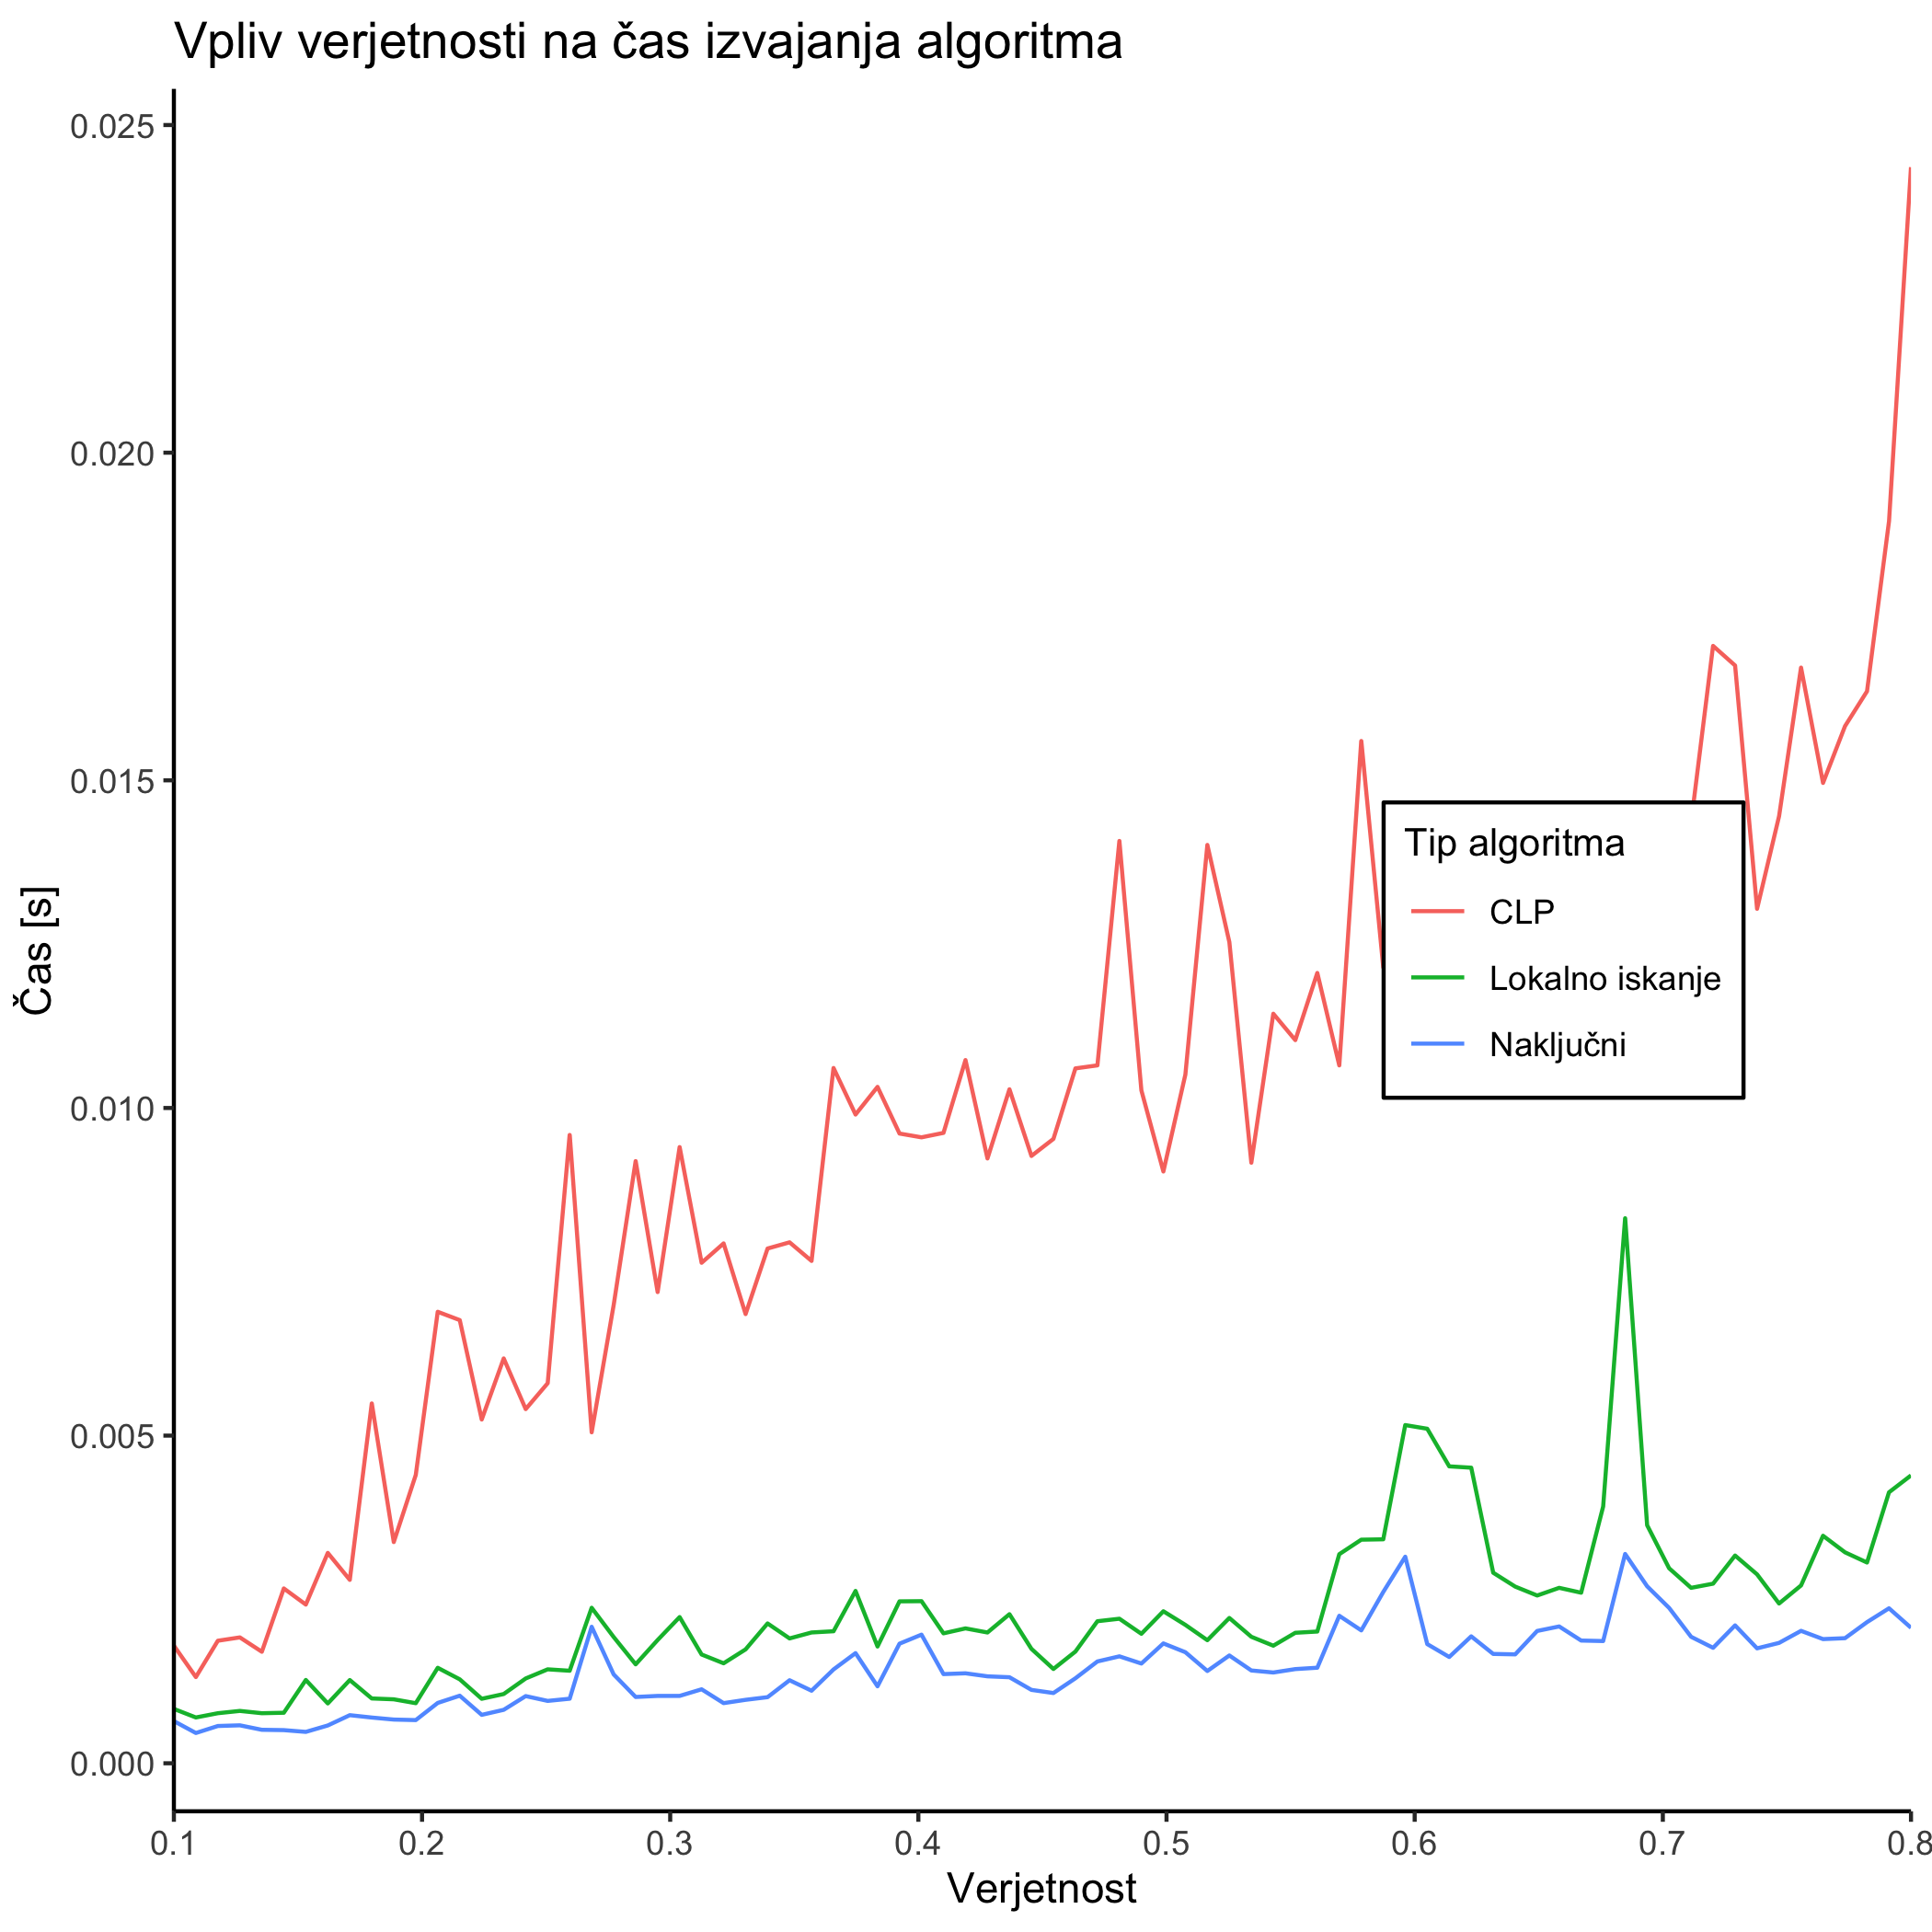 Vpliv verjetnosti na čas izvajanja algoritma
0.025
0.020
0.015
0.010
0.005
0.000
Čas [s]
Tip algoritma
CLP
Lokalno iskanje
Naključni
0.1 0.2 0.3 0.4 0.5 0.6 0.7 0.8
Verjetnost